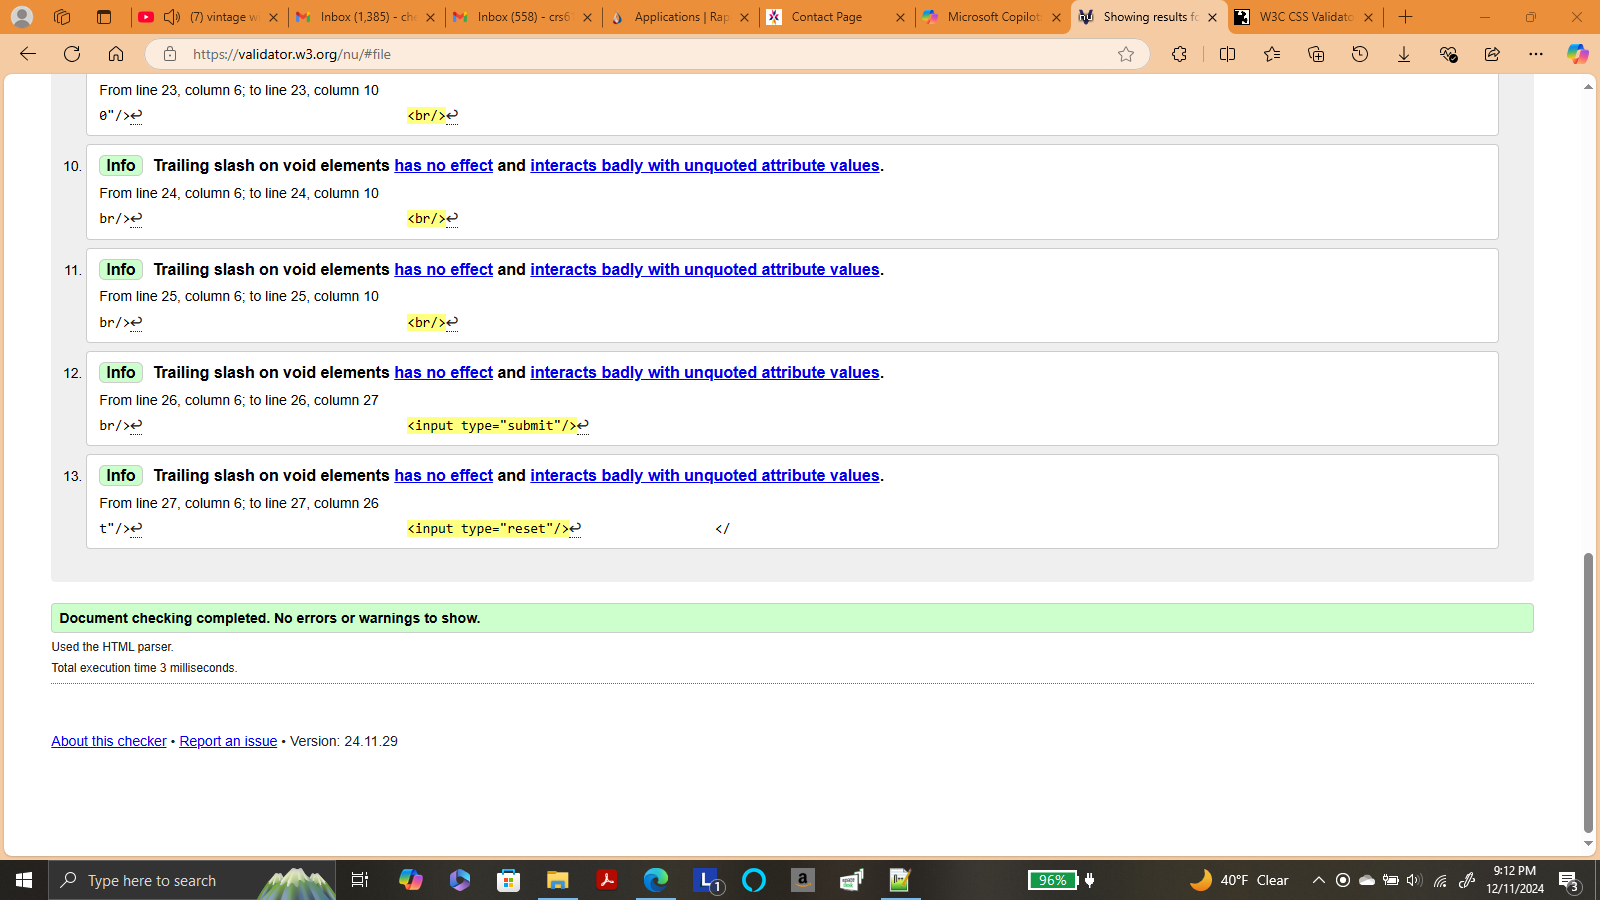 (7) vintage w
Inbox (1,385) - che
Inbox (558) - crs6
Applications | Rap
Contact Page
Microsoft Copilot
Showing results fo
W3C CSS Validato
https://validator.w3.org/nu/#file
From line 23, column 6; to line 23, column 10
0"/>↩ <br/>↩
10. Info Trailing slash on void elements has no effect and interacts badly with unquoted attribute values.
From line 24, column 6; to line 24, column 10
br/>↩ <br/>↩
11. Info Trailing slash on void elements has no effect and interacts badly with unquoted attribute values.
From line 25, column 6; to line 25, column 10
br/>↩ <br/>↩
12. Info Trailing slash on void elements has no effect and interacts badly with unquoted attribute values.
From line 26, column 6; to line 26, column 27
br/>↩ <input type="submit"/>↩
13. Info Trailing slash on void elements has no effect and interacts badly with unquoted attribute values.
From line 27, column 6; to line 27, column 26
t"/>↩ <input type="reset"/>↩ </
Document checking completed. No errors or warnings to show.
Used the HTML parser.
Total execution time 3 milliseconds.
About this checker • Report an issue • Version: 24.11.29
Type here to search
L 1
a
96%
40°F Clear
9:12 PM
12/11/2024
3